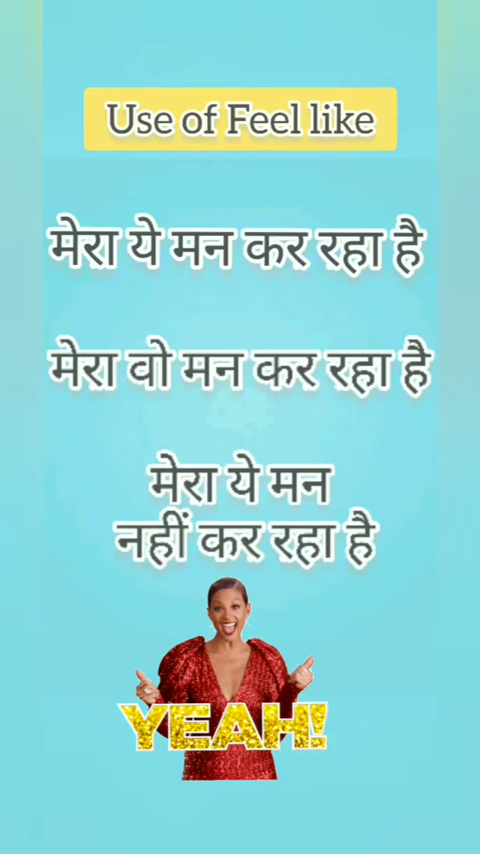 Use of Feel like
मेरा ये मन कर रहा है
मेरा वो मन कर रहा है
मेरा ये मन
नहीं कर रहा है
YEAH!